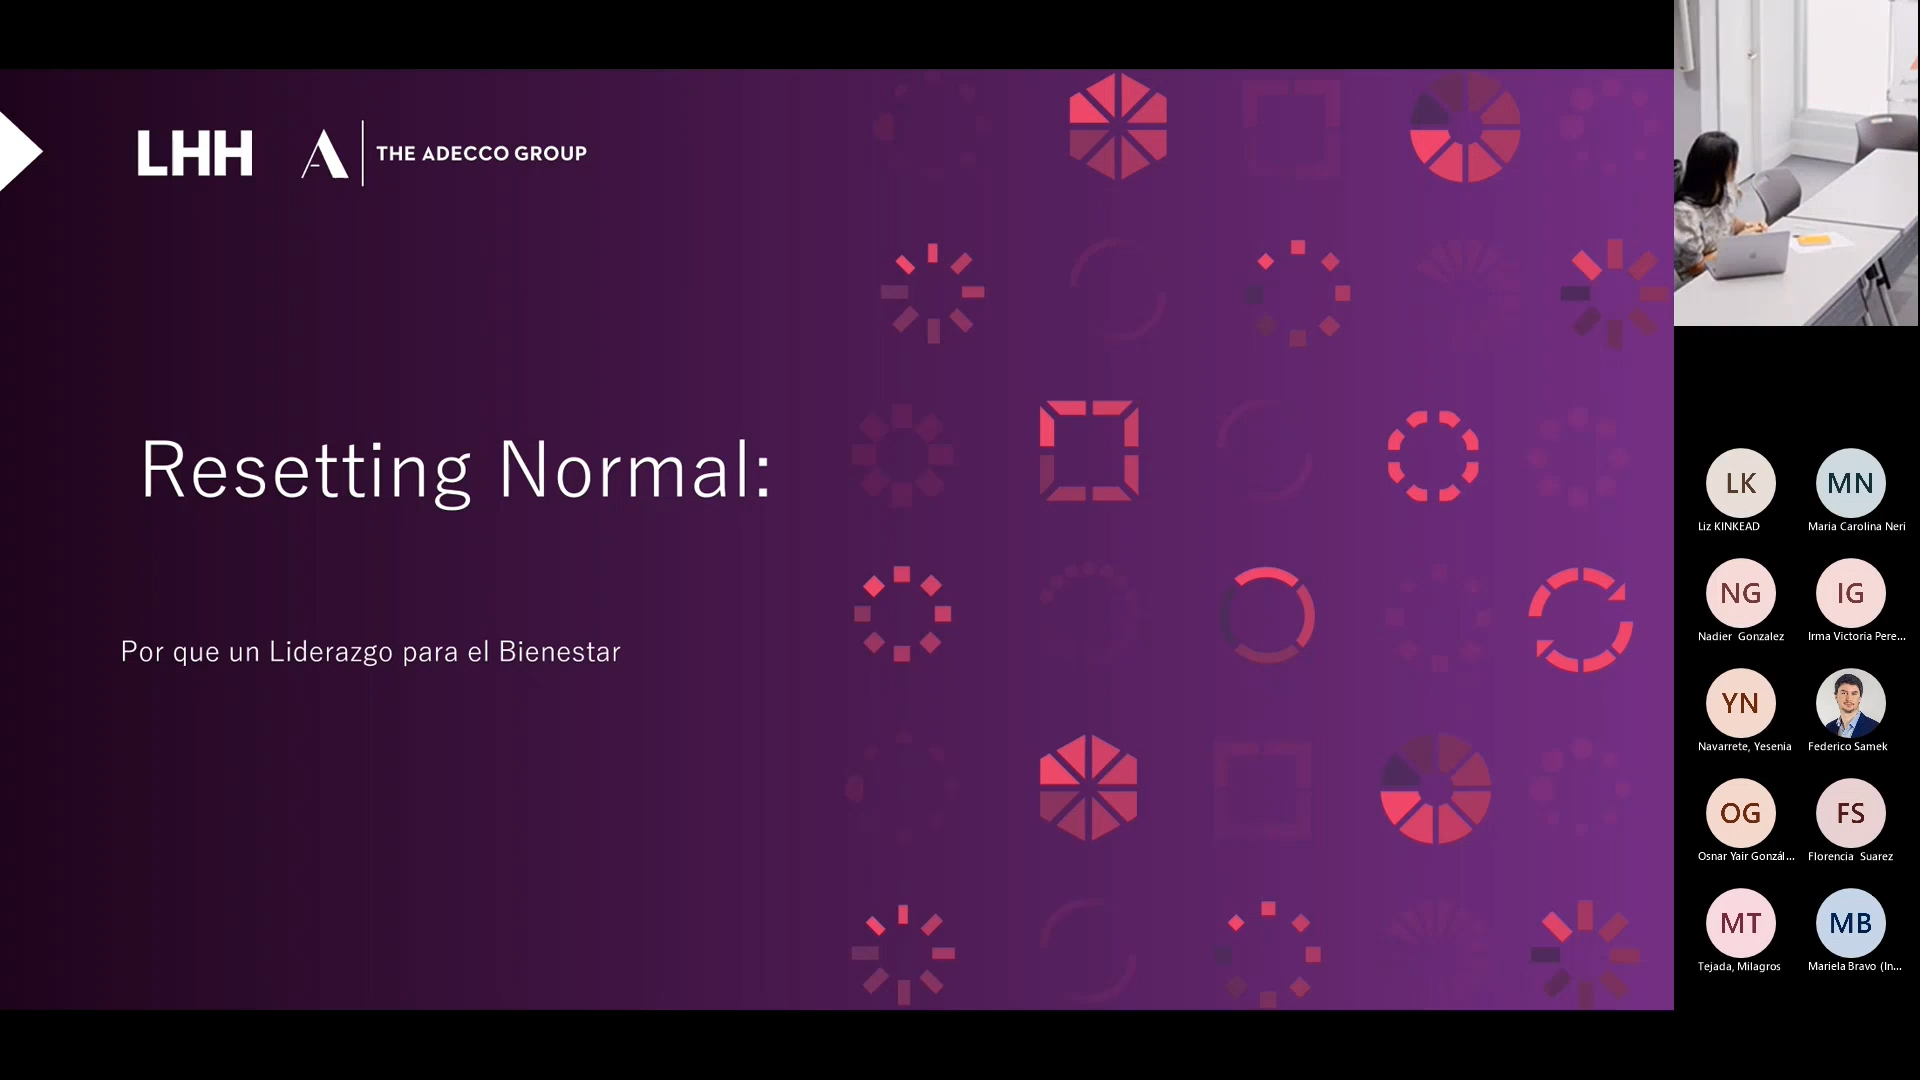 LHH
THE ADECCO GROUP
Resetting Normal:
Por que un Liderazgo para el Bienestar
LK
Liz KINKEAD
MN
Maria Carolina Neri
NG
Nadier Gonzalez
IG
Irma Victoria Pere...
YN
Navarrete, Yesenia
Federico Samek
OG
Osnar Yair Gonzál...
FS
Florencia Suarez
MT
Tejada, Milagros
MB
Mariela Bravo (In...